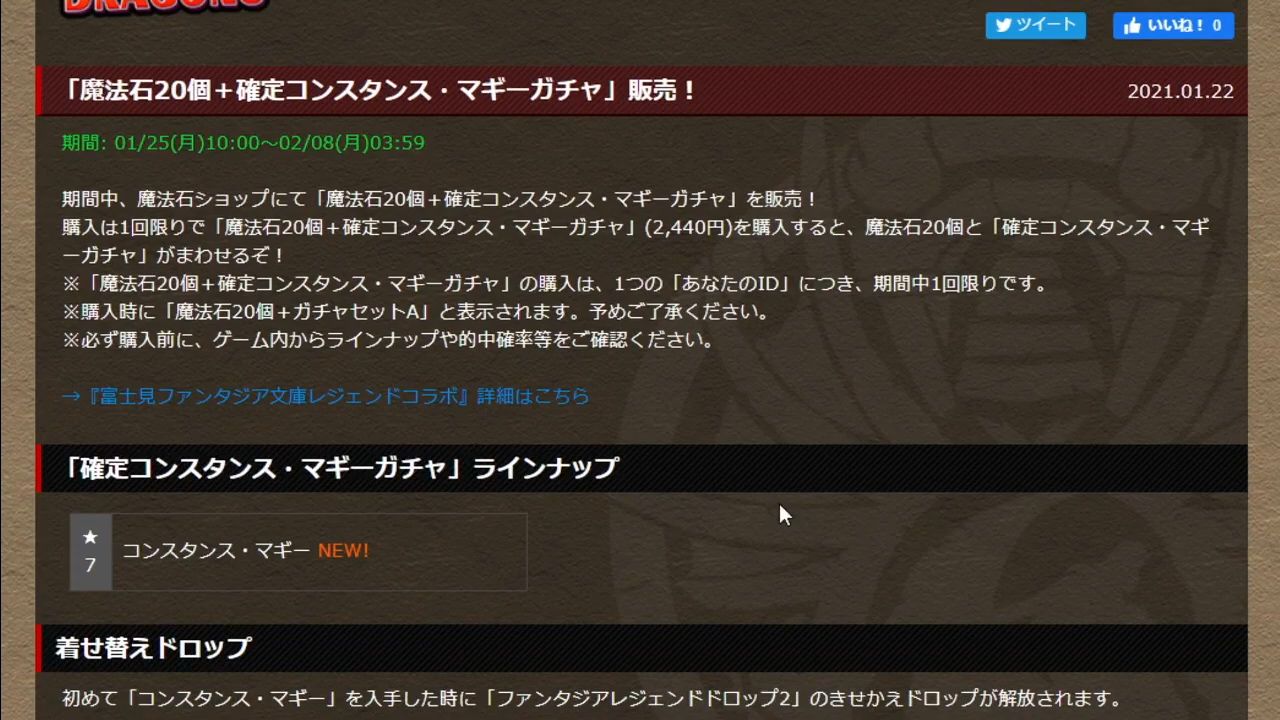 DRAGONS
ツイート
いいね！ 0
「魔法石20個＋確定コンスタンス・マギーガチャ」販売！
2021.01.22
期間: 01/25(月)10:00～02/08(月)03:59
期間中、魔法石ショップにて「魔法石20個＋確定コンスタンス・マギーガチャ」を販売！
購入は1回限りで「魔法石20個＋確定コンスタンス・マギーガチャ」(2,440円)を購入すると、魔法石20個と「確定コンスタンス・マギ
ーガチャ」がまわせるぞ！
※「魔法石20個＋確定コンスタンス・マギーガチャ」の購入は、1つの「あなたのID」につき、期間中1回限りです。
※購入時に「魔法石20個＋ガチャセットA」と表示されます。予めご了承ください。
※必ず購入前に、ゲーム内からラインナップや的中確率等をご確認ください。
→『富士見ファンタジア文庫レジェンドコラボ』詳細はこちら
「確定コンスタンス・マギーガチャ」ラインナップ
★
7
コンスタンス・マギー NEW!
着せ替えドロップ
初めて「コンスタンス・マギー」を入手した時に「ファンタジアレジェンドドロップ2」のきせかえドロップが解放されます。